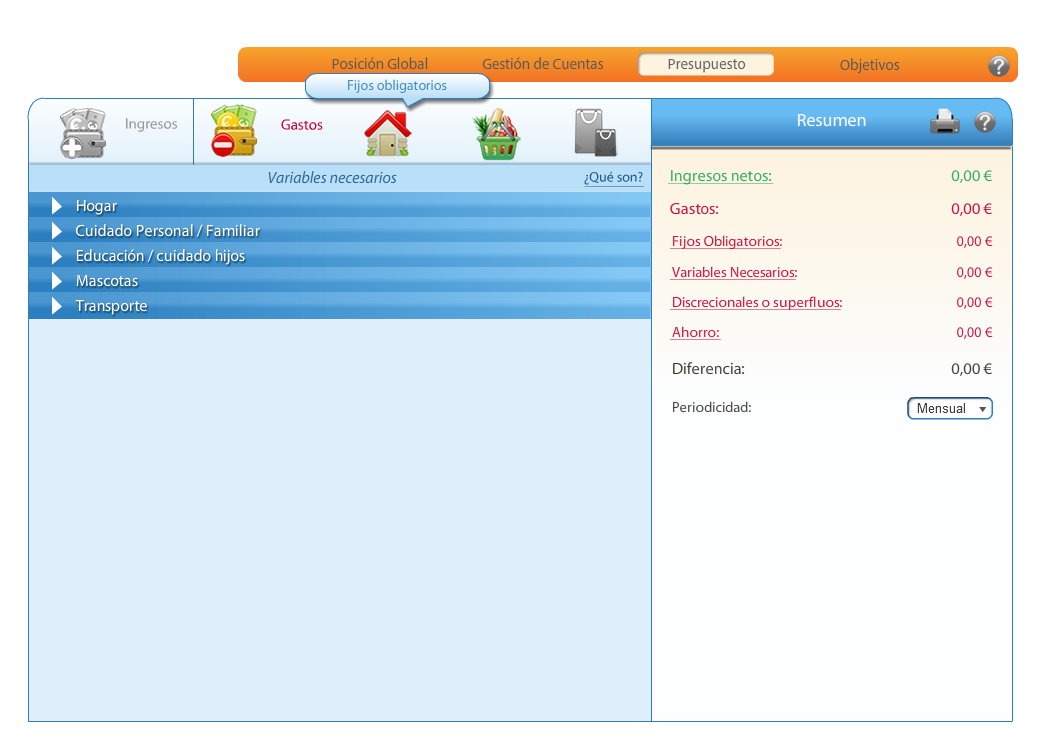 Posición Global
Gestión de Cuentas
Presupuesto
Objetivos
?
Fijos obligatorios
Ingresos
Gastos
Resumen
?
Variables necesarios
¿Qué son?
Hogar
Cuidado Personal / Familiar
Educación / cuidado hijos
Mascotas
Transporte
Ingresos netos: 0,00 €
Gastos: 0,00 €
Fijos Obligatorios: 0,00 €
Variables Necesarios: 0,00 €
Discrecionales o superfluos: 0,00 €
Ahorro: 0,00 €
Diferencia: 0,00 €
Periodicidad: Mensual